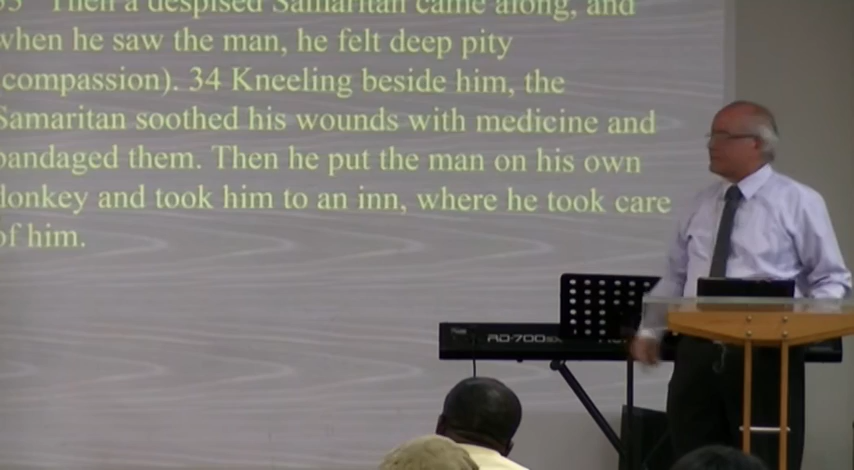 Then a despised Samaritan came along, and
when he saw the man, he felt deep pity
(compassion). 34 Kneeling beside him, the
Samaritan soothed his wounds with medicine and
bandaged them. Then he put the man on his own
donkey and took him to an inn, where he took care
of him.
RD-700